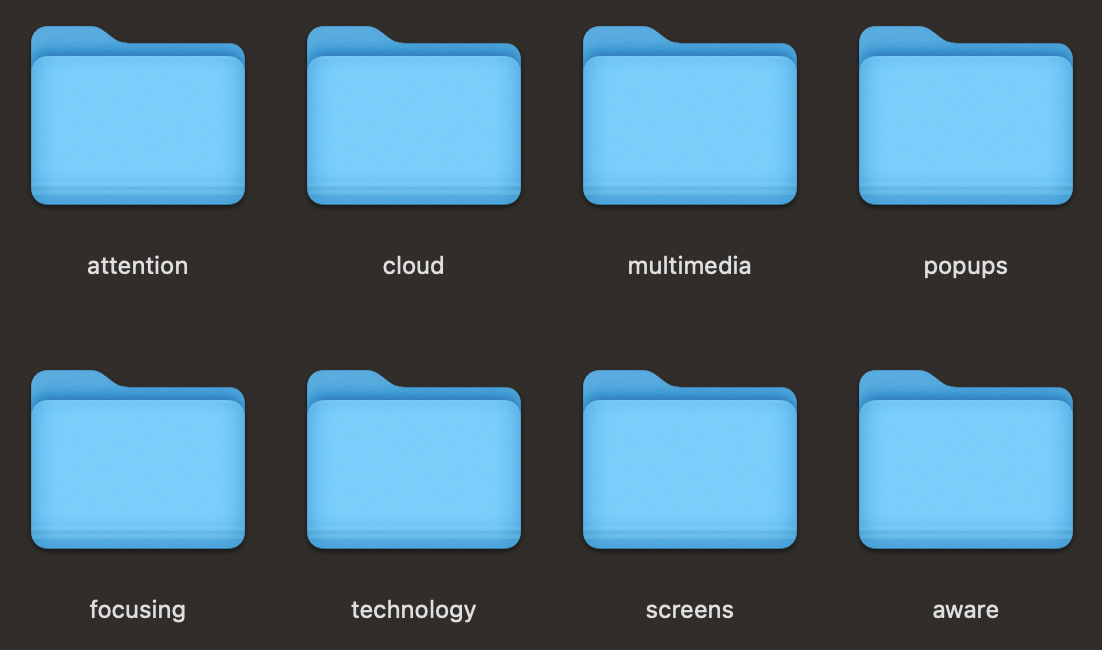 attention
cloud
multimedia
popups
focusing
technology
screens
aware